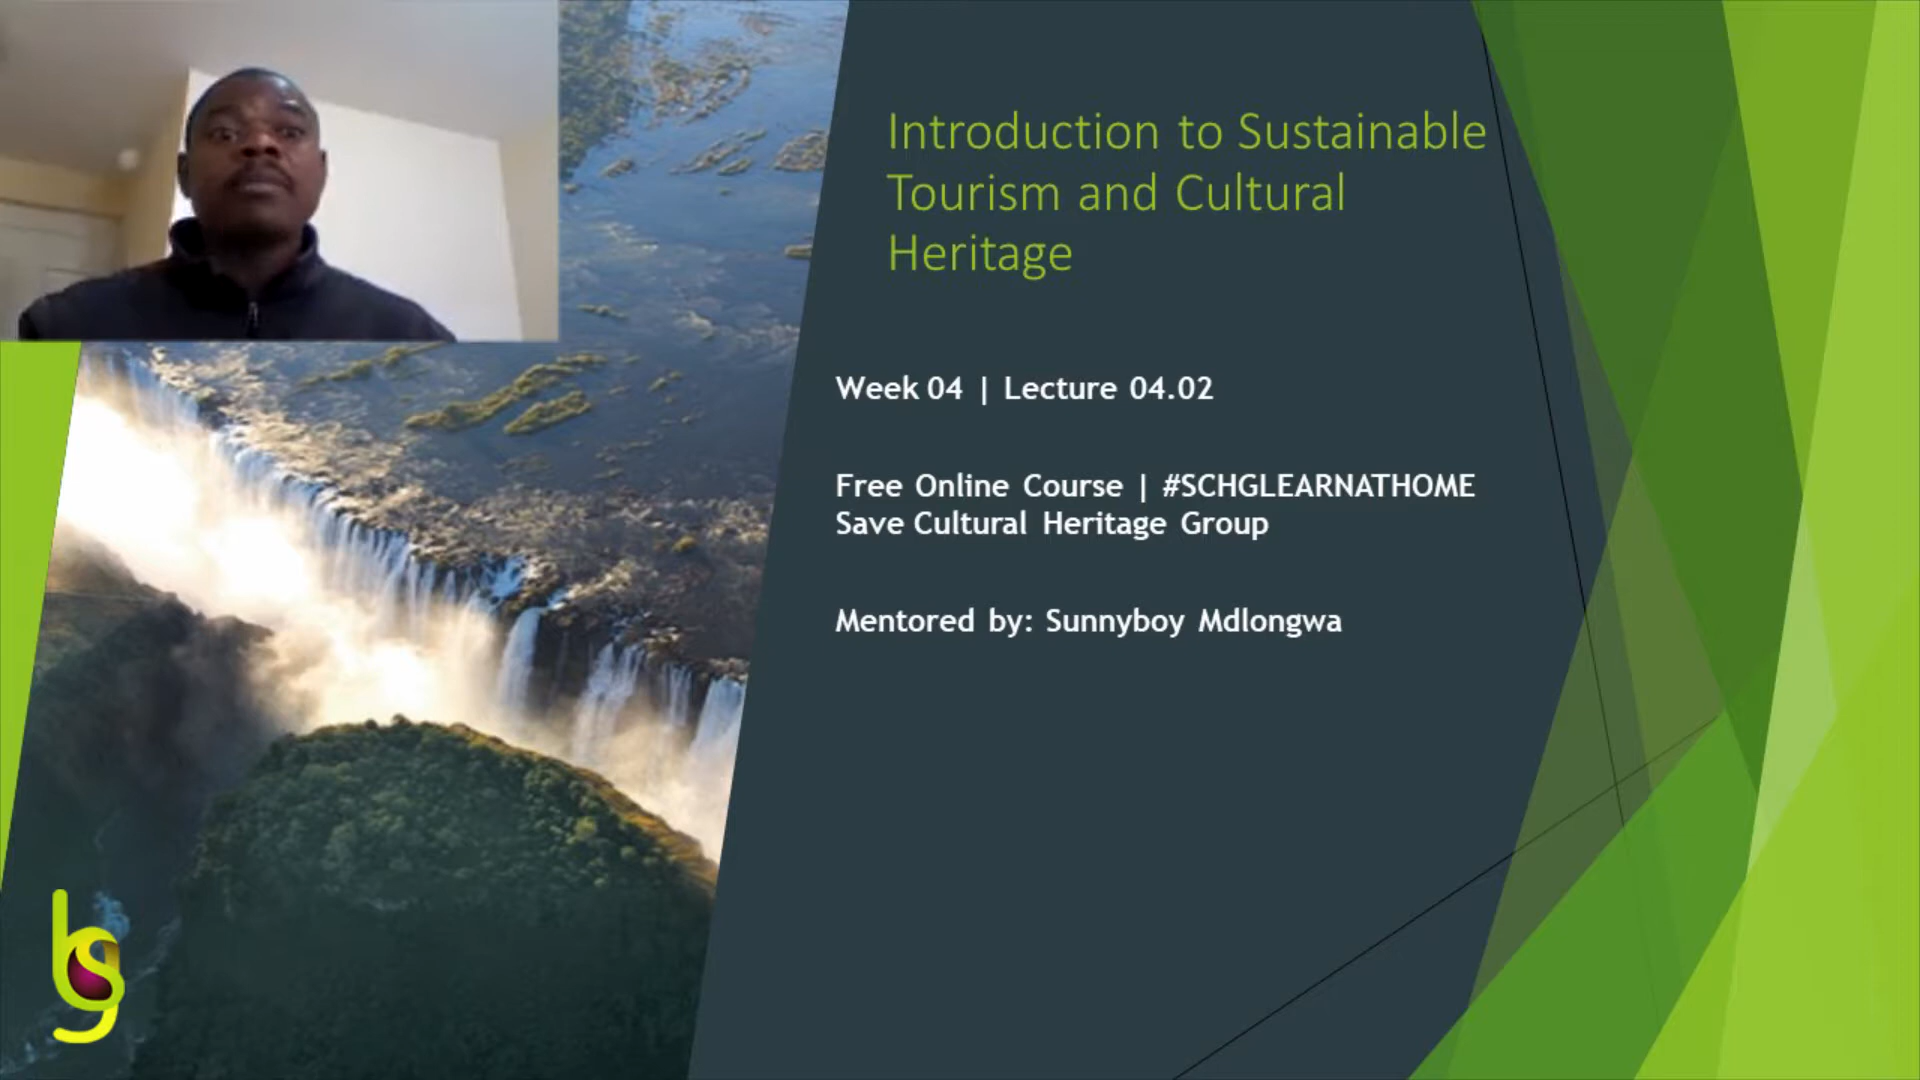 Introduction to Sustainable
Tourism and Cultural
Heritage
Week 04 | Lecture 04.02
Free Online Course | #SCHGLEARNATHOME
Save Cultural Heritage Group
Mentored by: Sunnyboy Mdlongwa